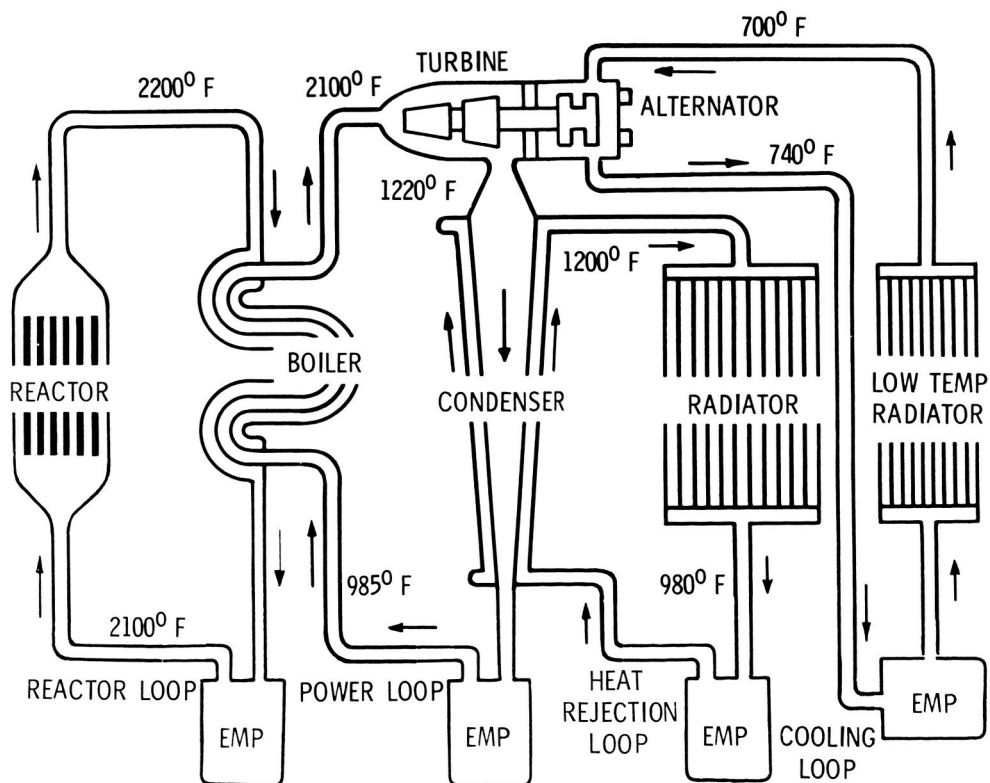 700⁰ F
TURBINE
2200⁰ F
2100⁰ F
ALTERNATOR
740⁰ F
1220⁰ F
1200⁰ F
REACTOR
BOILER
CONDENSER
RADIATOR
LOW TEMP
RADIATOR
985⁰ F
980⁰ F
2100⁰ F
REACTOR LOOP
POWER LOOP
HEAT
REJECTION
LOOP
COOLING
LOOP
EMP
EMP
EMP
EMP